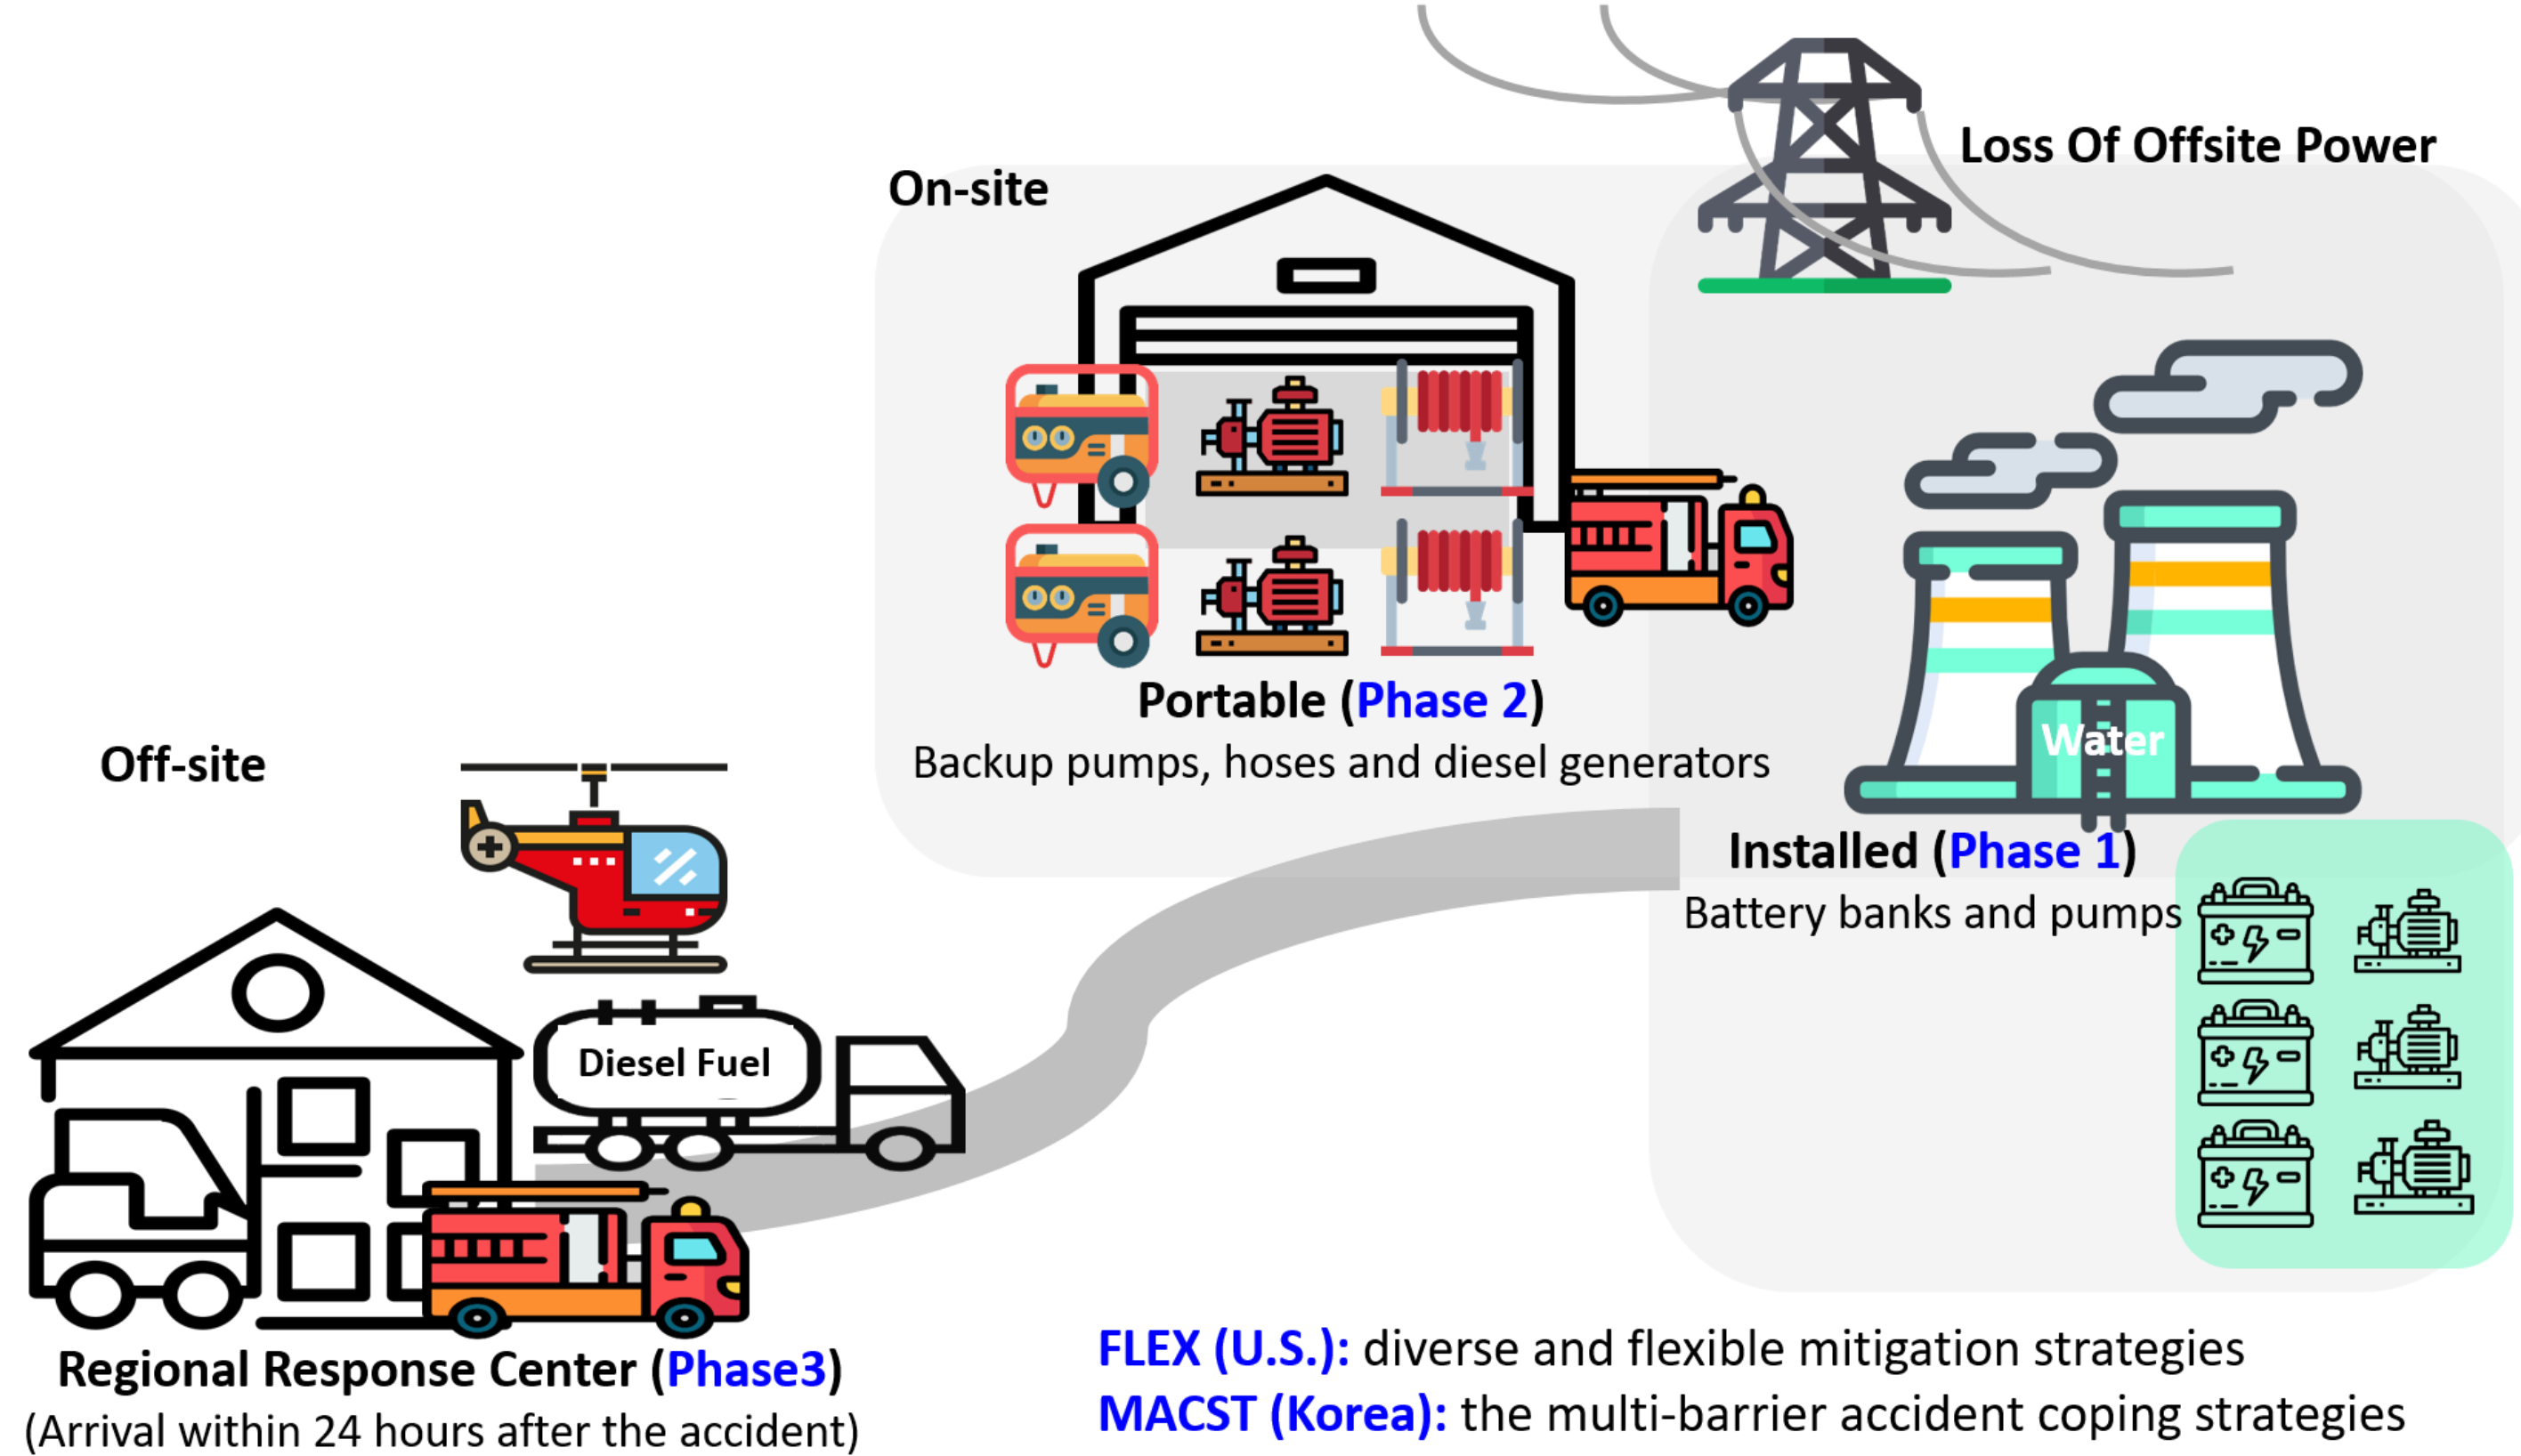 Loss Of Offsite Power
On-site
Portable (Phase 2)
Backup pumps, hoses and diesel generators
Water
Installed (Phase 1)
Battery banks and pumps
Off-site
Diesel Fuel
Regional Response Center (Phase3)
(Arrival within 24 hours after the accident)
FLEX (U.S.): diverse and flexible mitigation strategies
MACST (Korea): the multi-barrier accident coping strategies